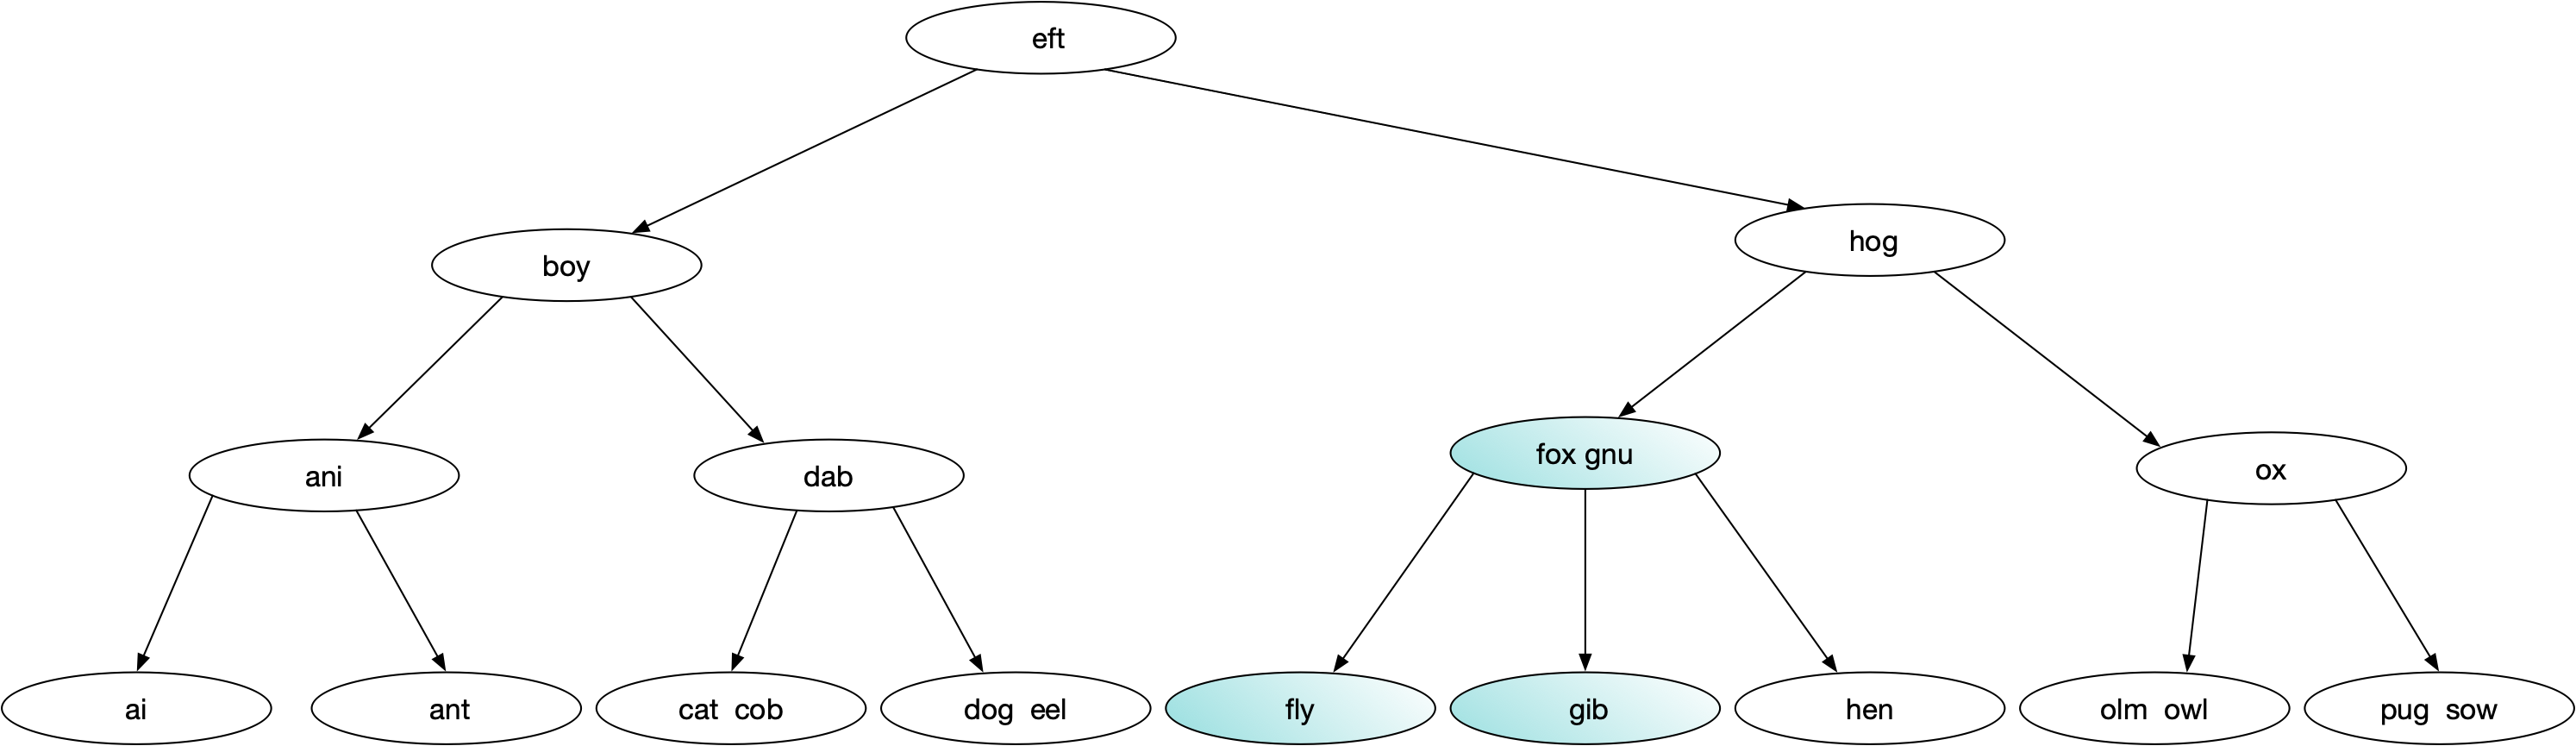 eft
boy
hog
ani
dab
fox gnu
ox
ai
ant
cat cob
dog eel
fly
gib
hen
olm owl
pug sow